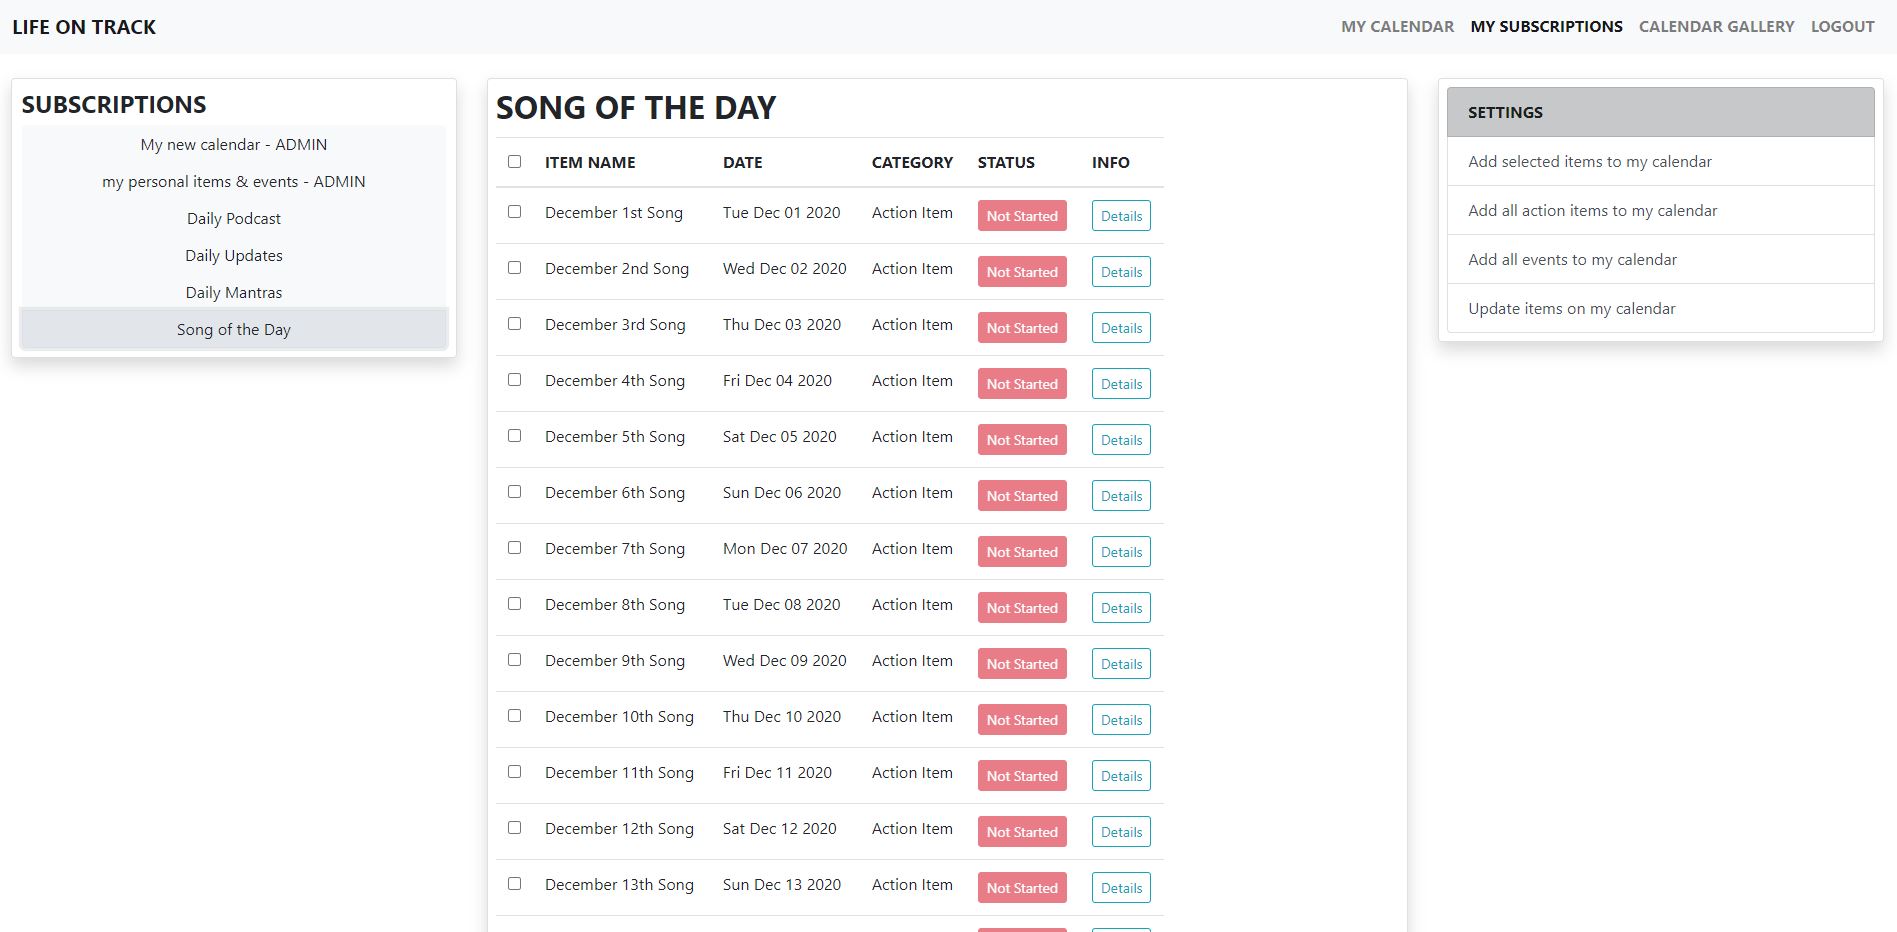 LIFE ON TRACK
MY CALENDAR MY SUBSCRIPTIONS CALENDAR GALLERY LOGOUT
SUBSCRIPTIONS
My new calendar - ADMIN
my personal items & events - ADMIN
Daily Podcast
Daily Updates
Daily Mantras
Song of the Day
SONG OF THE DAY
ITEM NAME DATE CATEGORY STATUS INFO
December 1st Song Tue Dec 01 2020 Action Item Not Started Details
December 2nd Song Wed Dec 02 2020 Action Item Not Started Details
December 3rd Song Thu Dec 03 2020 Action Item Not Started Details
December 4th Song Fri Dec 04 2020 Action Item Not Started Details
December 5th Song Sat Dec 05 2020 Action Item Not Started Details
December 6th Song Sun Dec 06 2020 Action Item Not Started Details
December 7th Song Mon Dec 07 2020 Action Item Not Started Details
December 8th Song Tue Dec 08 2020 Action Item Not Started Details
December 9th Song Wed Dec 09 2020 Action Item Not Started Details
December 10th Song Thu Dec 10 2020 Action Item Not Started Details
December 11th Song Fri Dec 11 2020 Action Item Not Started Details
December 12th Song Sat Dec 12 2020 Action Item Not Started Details
December 13th Song Sun Dec 13 2020 Action Item Not Started Details
SETTINGS
Add selected items to my calendar
Add all action items to my calendar
Add all events to my calendar
Update items on my calendar